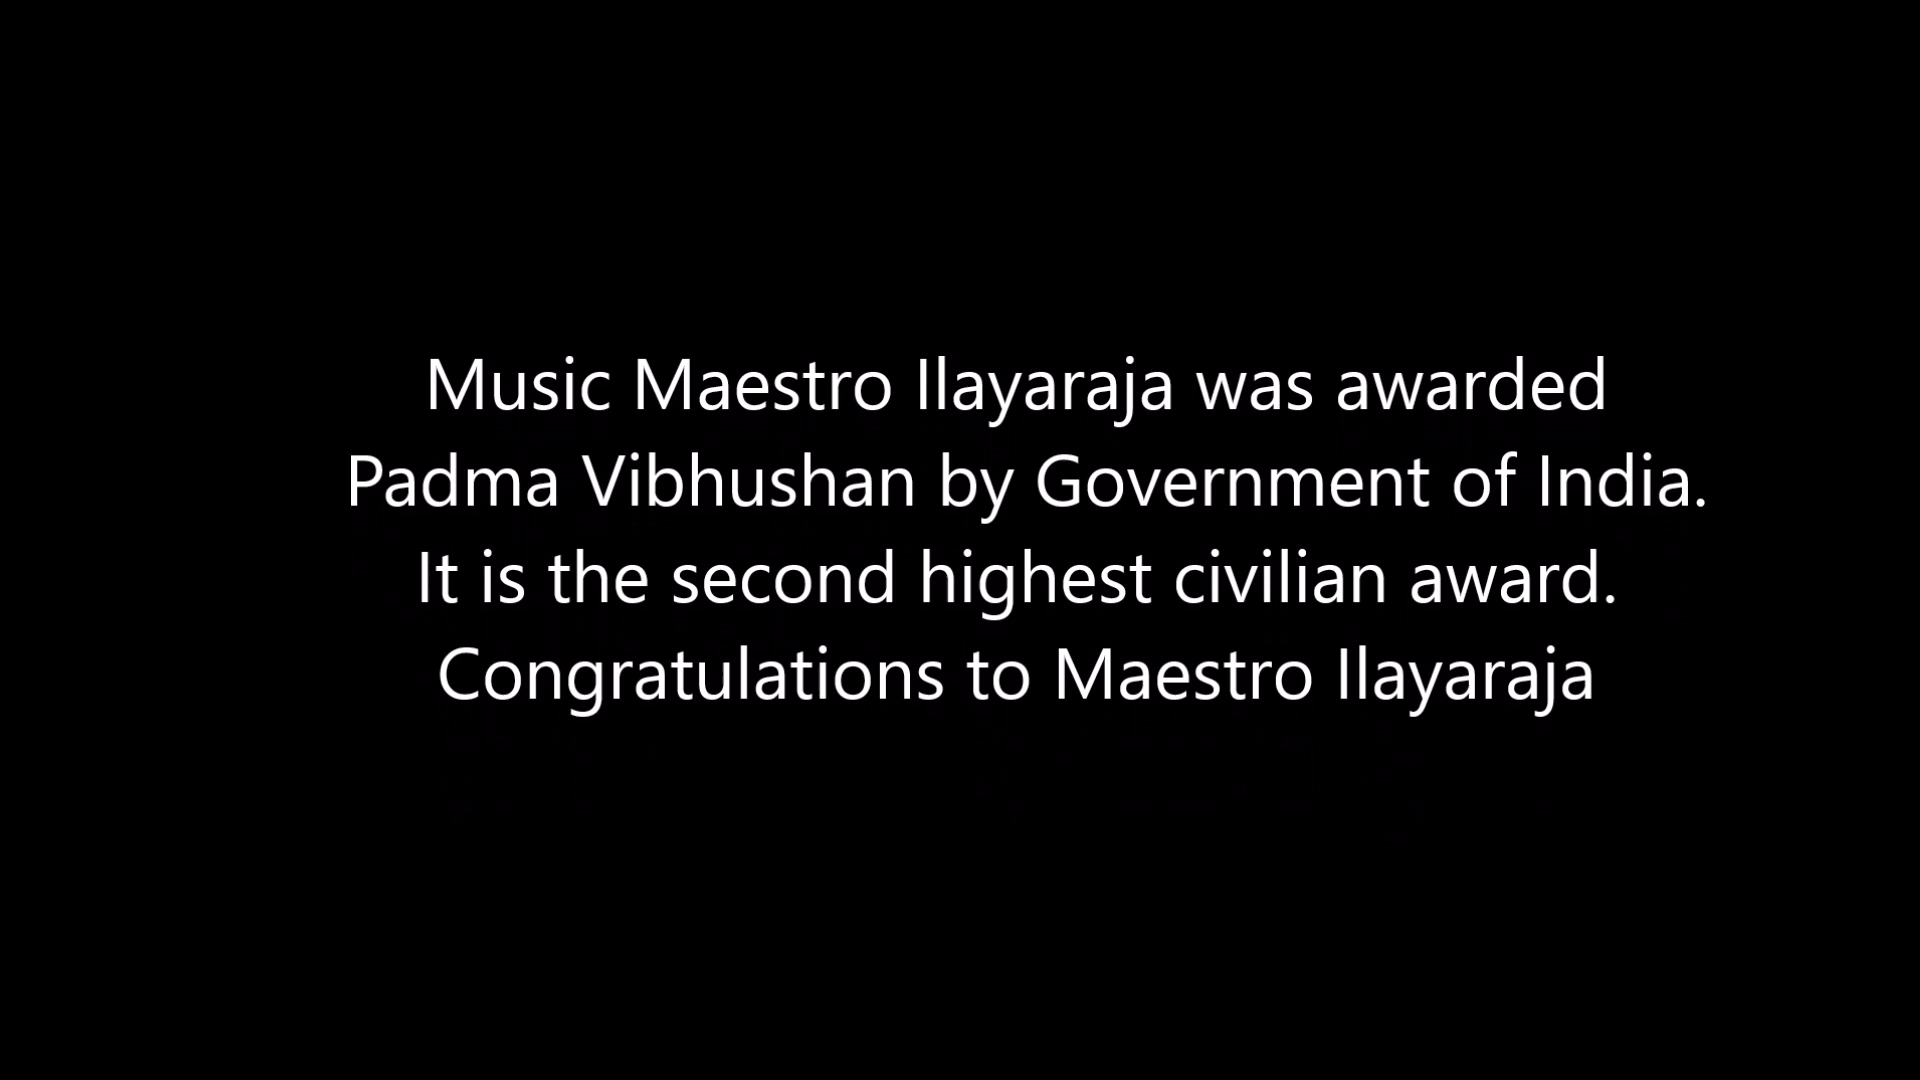 Music Maestro Ilayaraja was awarded
Padma Vibhushan by Government of India.
It is the second highest civilian award.
Congratulations to Maestro Ilayaraja